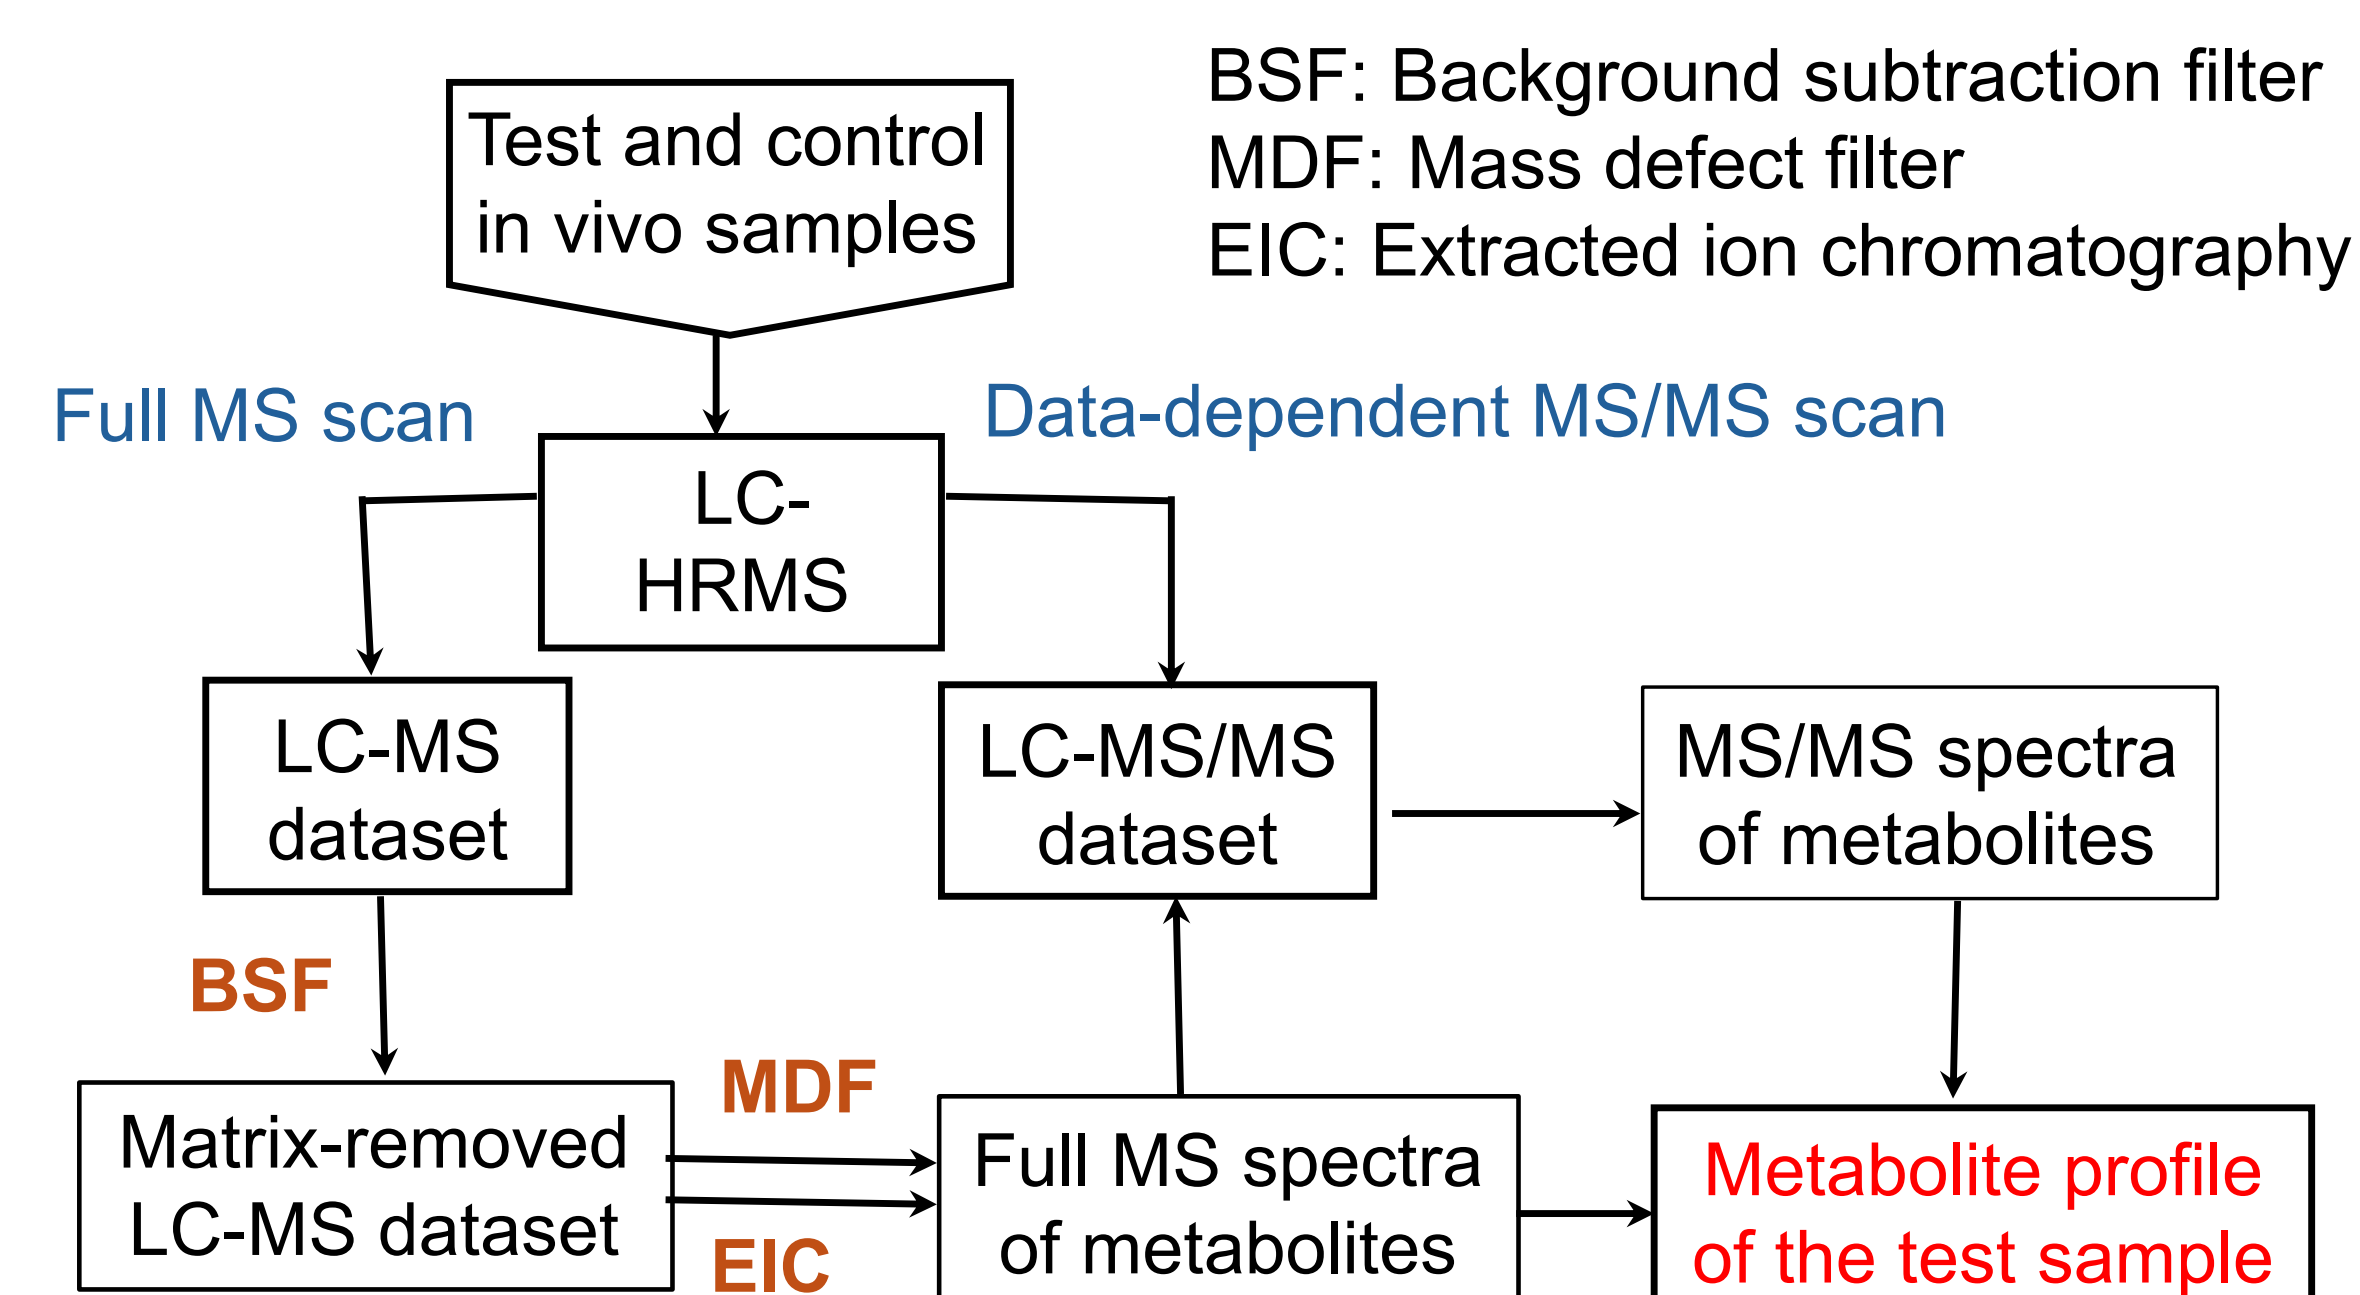 BSF: Background subtraction filter
MDF: Mass defect filter
EIC: Extracted ion chromatography
Test and control
in vivo samples
Full MS scan
Data-dependent MS/MS scan
LC-
HRMS
LC-MS
dataset
LC-MS/MS
dataset
MS/MS spectra
of metabolites
BSF
MDF
EIC
Matrix-removed
LC-MS dataset
Full MS spectra
of metabolites
Metabolite profile
of the test sample